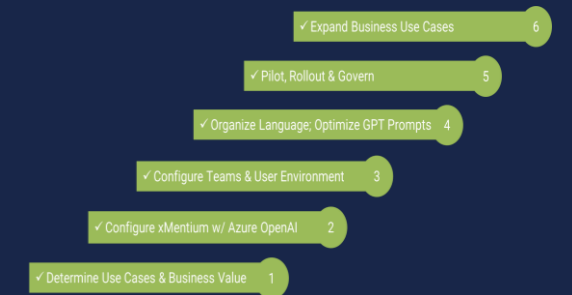 ✓ Expand Business Use Cases 6
✓ Pilot, Rollout & Govern 5
✓ Organize Language; Optimize GPT Prompts 4
✓ Configure Teams & User Environment 3
✓ Configure xMentium w/ Azure OpenAI 2
✓ Determine Use Cases & Business Value 1